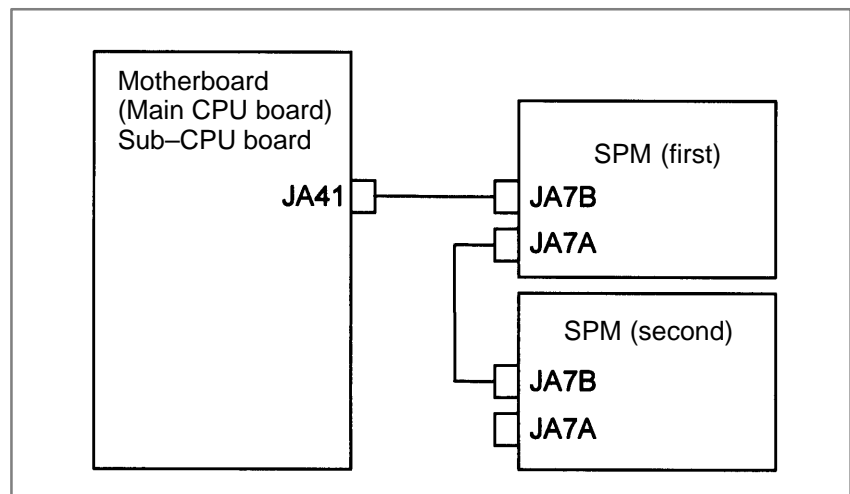 Motherboard
(Main CPU board)
Sub–CPU board
JA41
SPM (first)
JA7B
JA7A
SPM (second)
JA7B
JA7A